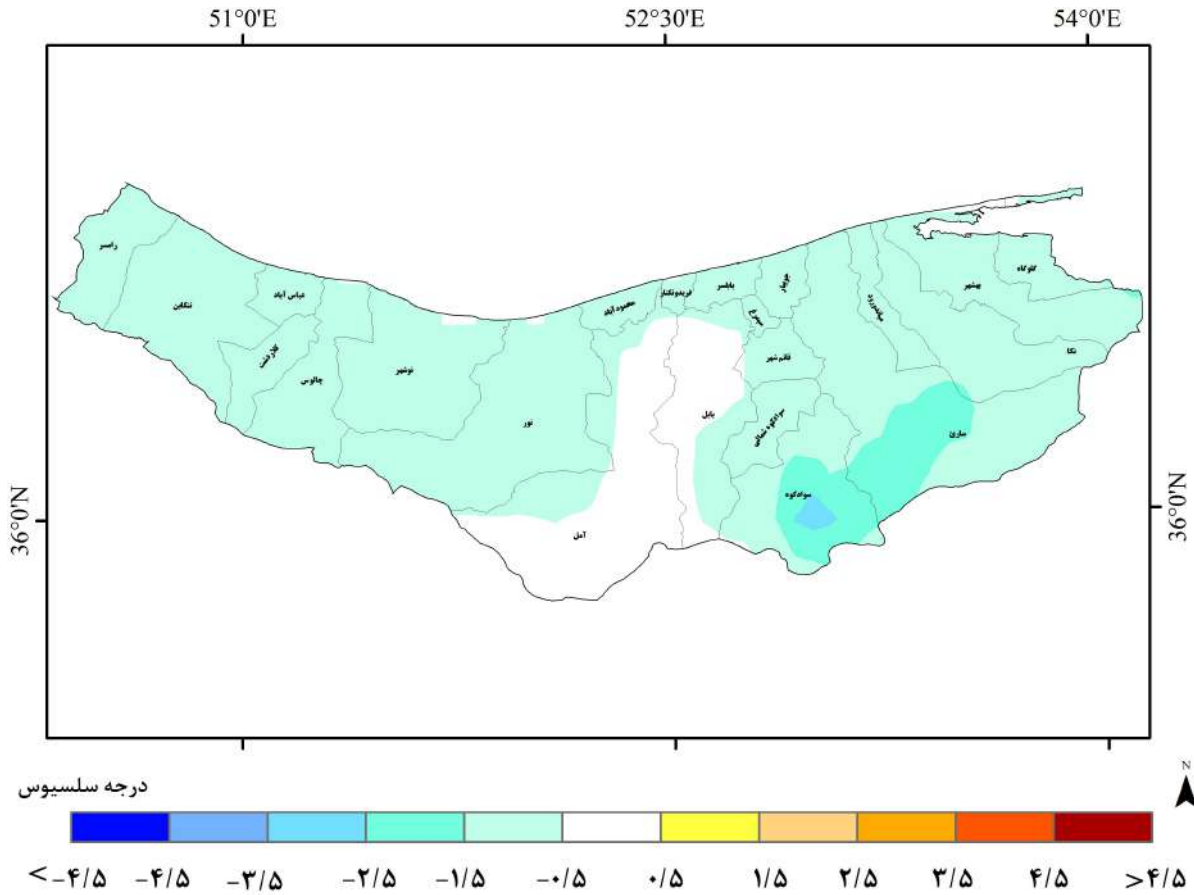 51°0'E 52°30'E 54°0'E
رامسر
تنکابن
عباس آباد
کلاردشت
چالوس
نوشهر
نور
محمودآباد
فریدونکنار
بابلسر
جویبار
سیمرغ
قائم شهر
بابل
سوادکوه شمالی
میاندورود
بهشهر
گلوگاه
نکا
ساری
سوادکوه
آمل
36°0'N 36°0'N
N
درجه سلسیوس
< -۴/۵ -۴/۵ -۳/۵ -۲/۵ -۱/۵ -۰/۵ ۰/۵ ۱/۵ ۲/۵ ۳/۵ ۴/۵ >۴/۵